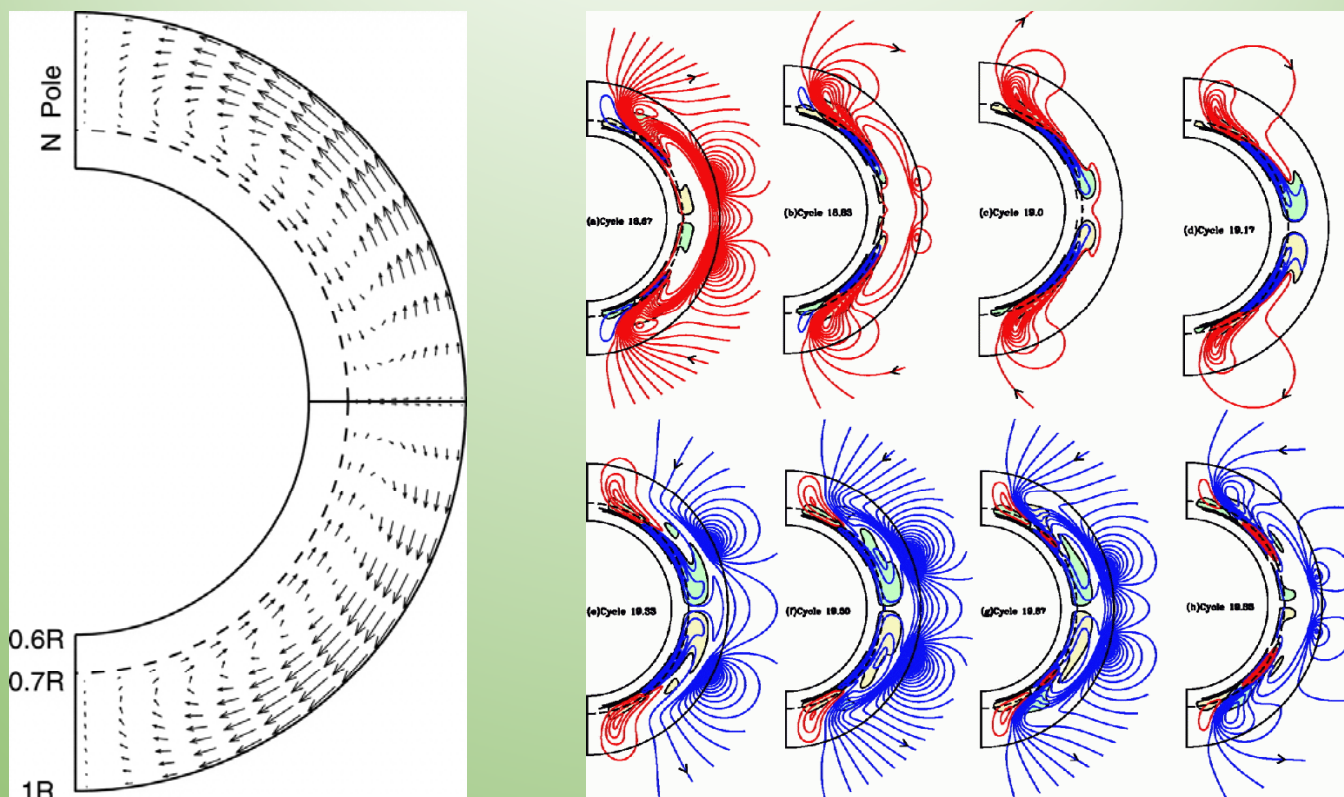 N Pole
0.6R
0.7R
1R
(a)Cycle 18.67
(b)Cycle 18.83
(c)Cycle 19.0
(d)Cycle 19.17
(e)Cycle 19.33
(f)Cycle 19.50
(g)Cycle 19.67
(h)Cycle 19.83